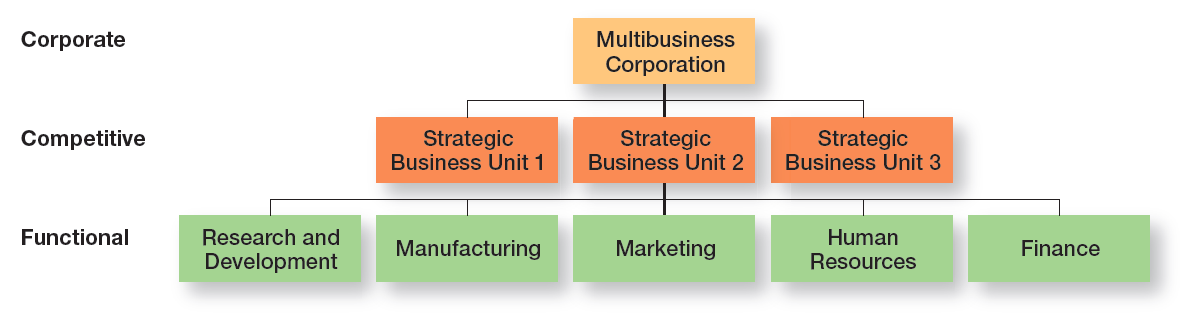 Corporate
Multibusiness
Corporation
Competitive
Strategic
Business Unit 1
Strategic
Business Unit 2
Strategic
Business Unit 3
Functional
Research and
Development
Manufacturing
Marketing
Human
Resources
Finance